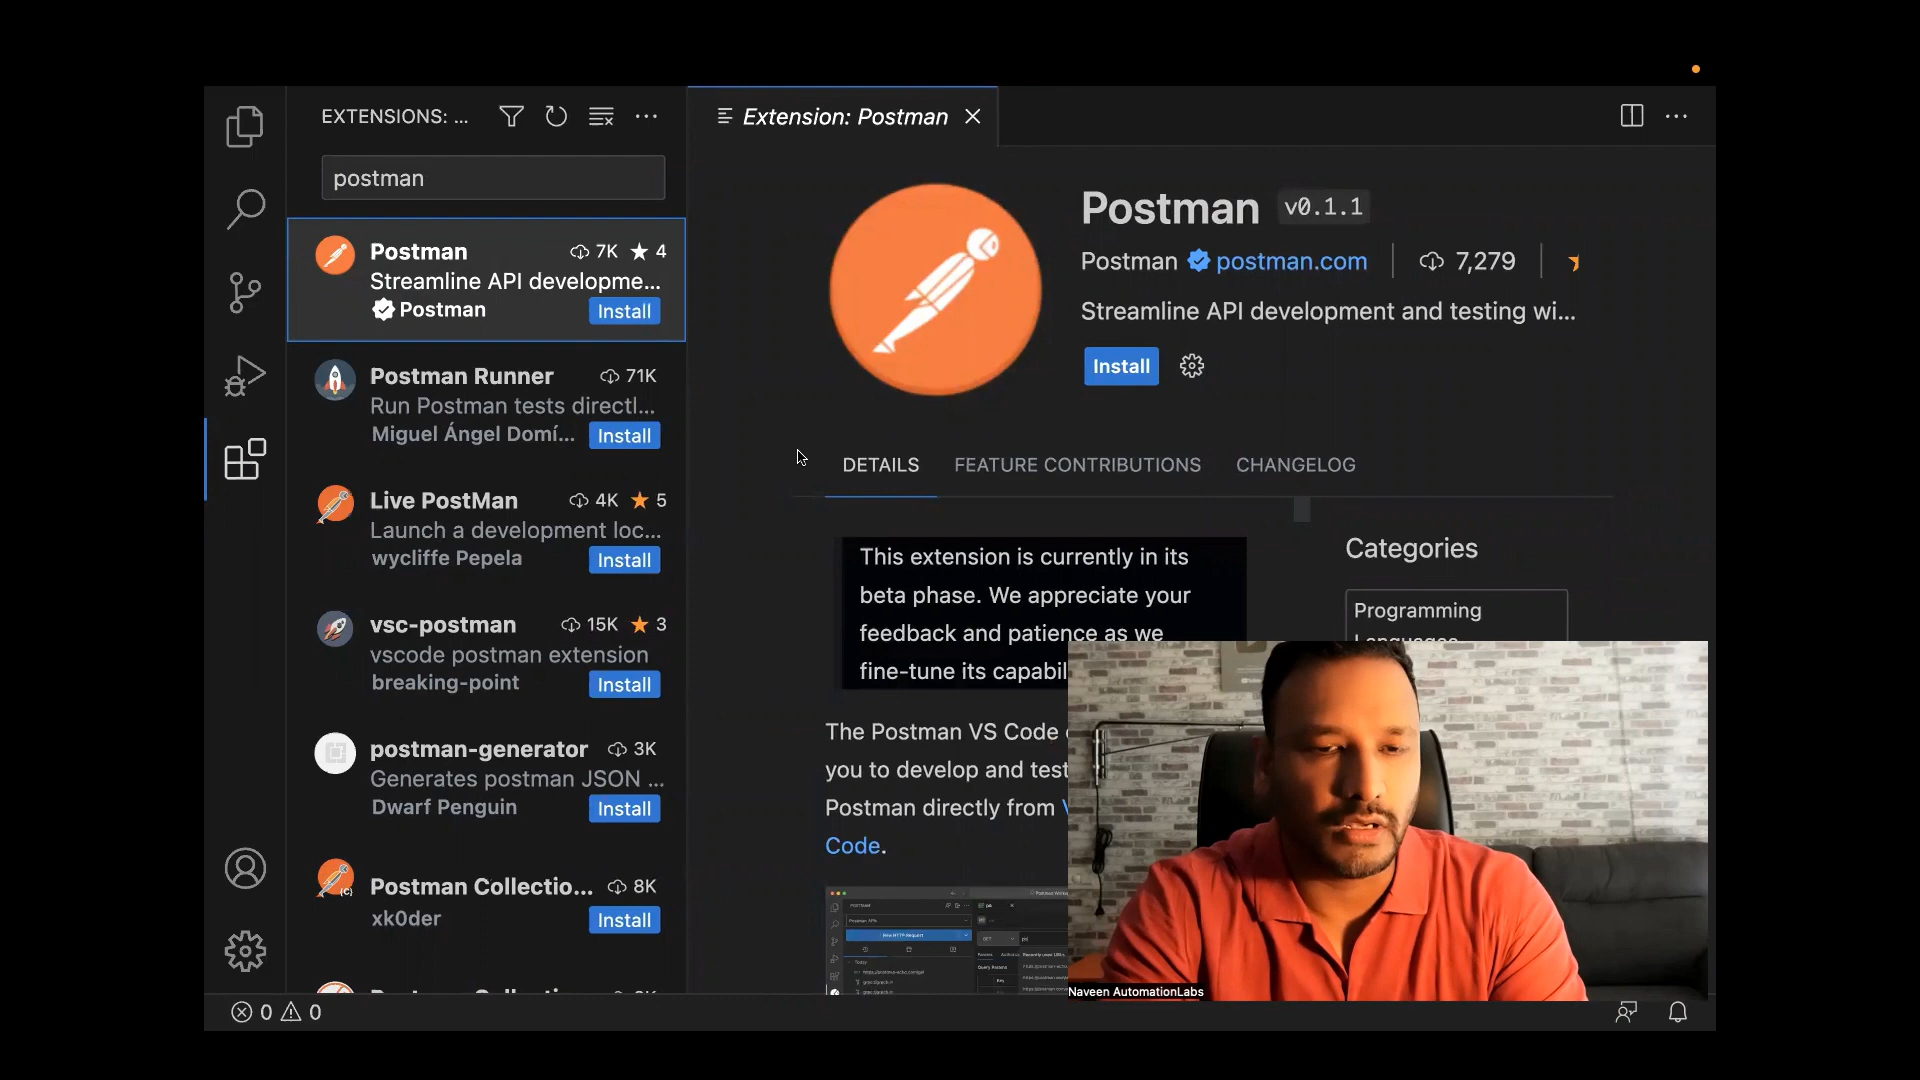 EXTENSIONS: ...
postman
Postman 7K ★ 4
Streamline API developme...
Postman Install
Postman Runner 71K
Run Postman tests directl...
Miguel Ángel Domí... Install
Live PostMan 4K ★ 5
Launch a development loc...
wycliffe Pepela Install
vsc-postman 15K ★ 3
vscode postman extension
breaking-point Install
postman-generator 3K
Generates postman JSON ...
Dwarf Penguin Install
Postman Collectio... 8K
xk0der Install
Extension: Postman
Postman v0.1.1
Postman postman.com 7,279
Streamline API development and testing wi...
Install
DETAILS FEATURE CONTRIBUTIONS CHANGELOG
This extension is currently in its
beta phase. We appreciate your
feedback and patience as we
fine-tune its capabil
Categories
Programming
Languages
The Postman VS Code
you to develop and test
Postman directly from
Code.
New HTTP Request
Naveen AutomationLabs
0 0